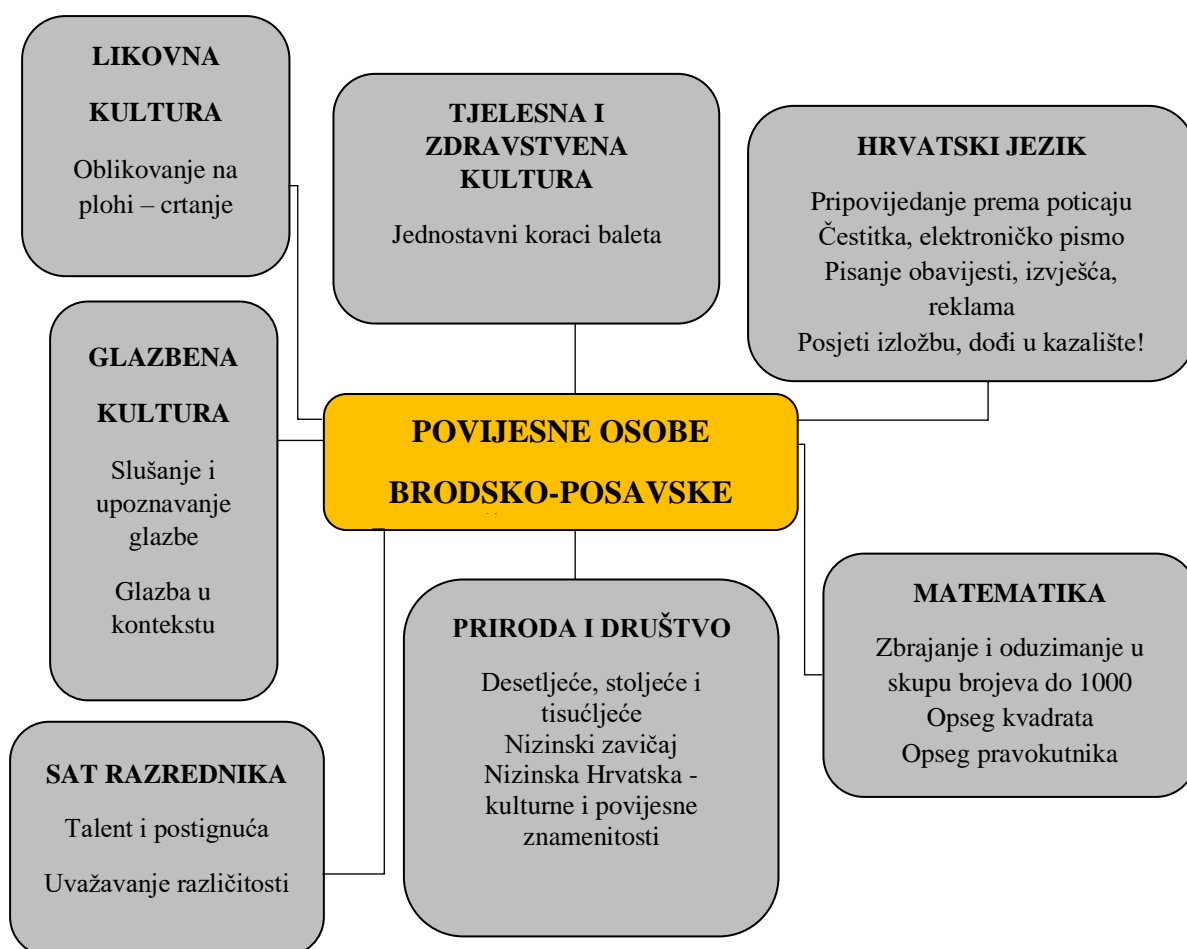 LIKOVNA
KULTURA
Oblikovanje na
plohi – crtanje
TJELESNA I
ZDRAVSTVENA
KULTURA
Jednostavni koraci baleta
HRVATSKI JEZIK
Pripovijedanje prema poticaju
Čestitka, elektroničko pismo
Pisanje obavijesti, izvješća,
reklama
Posjeti izložbu, dođi u kazalište!
GLAZBENA
KULTURA
Slušanje i
upoznavanje
glazbe
Glazba u
kontekstu
POVIJESNE OSOBE
BRODSKO-POSAVSKE
PRIRODA I DRUŠTVO
Desetljeće, stoljeće i
tisućljeće
Nizinski zavičaj
Nizinska Hrvatska -
kulturne i povijesne
znamenitosti
MATEMATIKA
Zbrajanje i oduzimanje u
skupu brojeva do 1000
Opseg kvadrata
Opseg pravokutnika
SAT RAZREDNIKA
Talent i postignuća
Uvažavanje različitosti